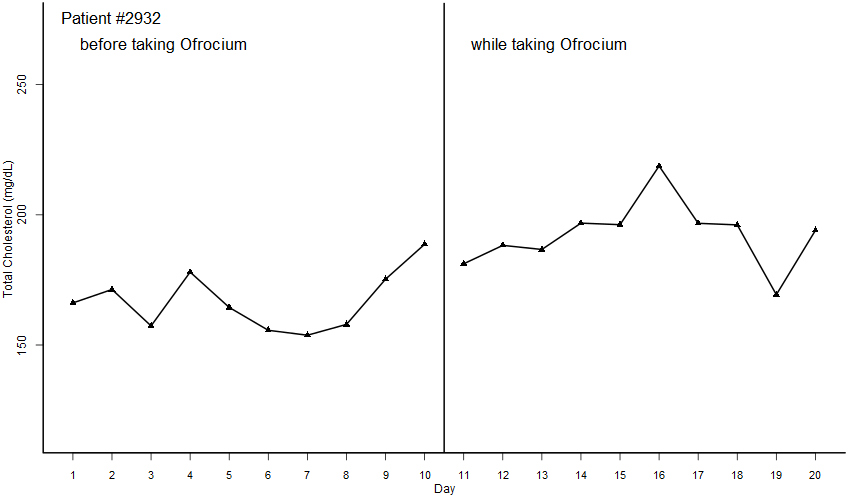 Patient #2932
before taking Ofrocium
while taking Ofrocium
250
200
150
Total Cholesterol (mg/dL)
1 2 3 4 5 6 7 8 9 10 11 12 13 14 15 16 17 18 19 20
Day